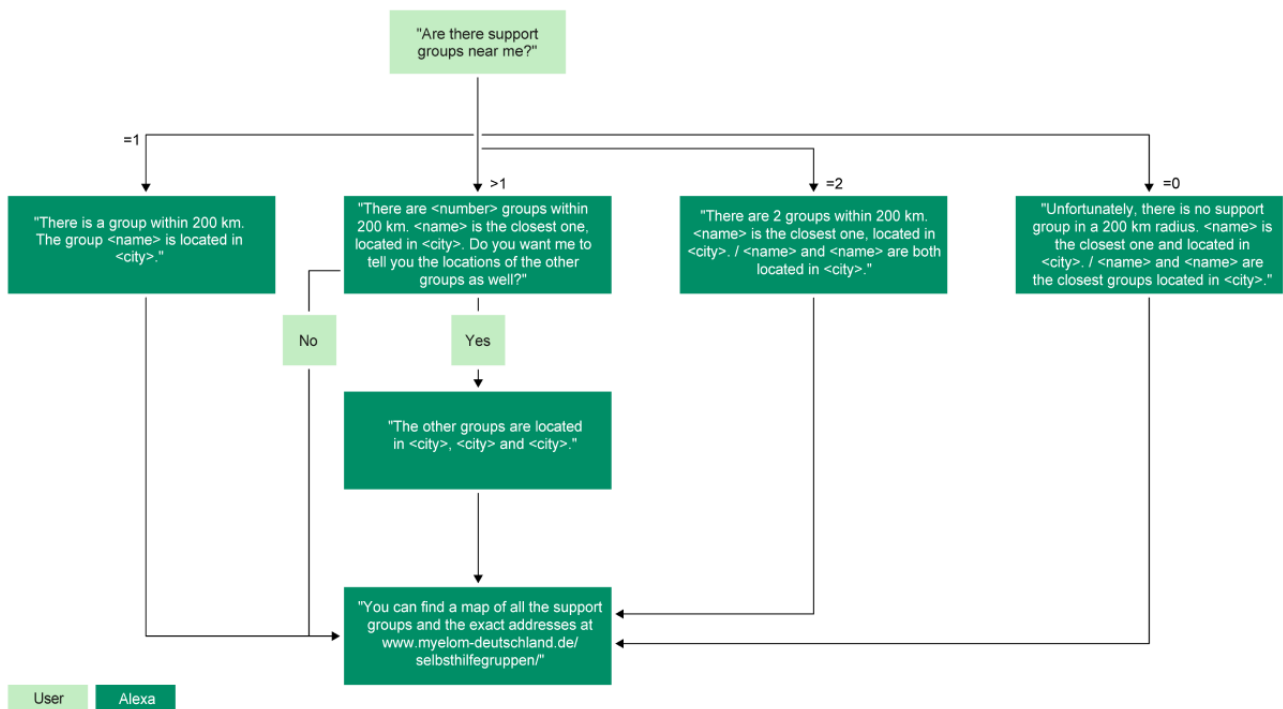 "Are there support
groups near me?"
=1
>1
=2
=0
"There is a group within 200 km.
The group <name> is located in
<city>."
"There are <number> groups within
200 km. <name> is the closest one,
located in <city>. Do you want me to
tell you the locations of the other
groups as well?"
"There are 2 groups within 200 km.
<name> is the closest one, located in
<city>. / <name> and <name> are both
located in <city>."
"Unfortunately, there is no support
group in a 200 km radius. <name> is
the closest one and located in
<city>. / <name> and <name> are
the closest groups located in <city>."
No
Yes
"The other groups are located
in <city>, <city> and <city>."
"You can find a map of all the support
groups and the exact addresses at
www.myelom-deutschland.de/
selbsthilfegruppen/"
User
Alexa